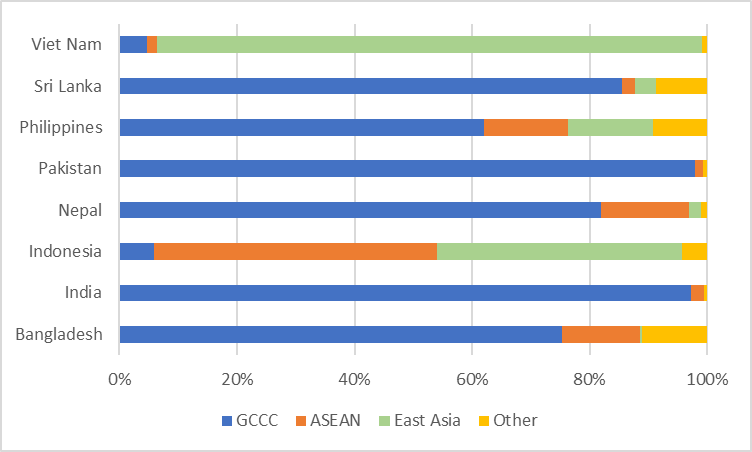 Viet Nam
Sri Lanka
Philippines
Pakistan
Nepal
Indonesia
India
Bangladesh
0% 20% 40% 60% 80% 100%
GCCC ASEAN East Asia Other